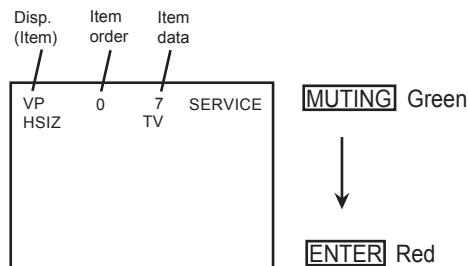 Disp. Item Item
(Item) order data
VP 0 7 SERVICE
HSIZ TV
MUTING Green
ENTER Red